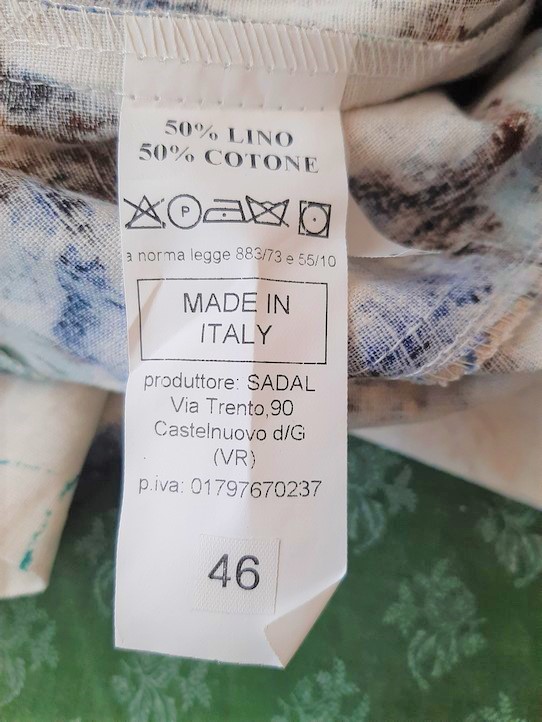 50% LINO
50% COTONE
P
a norma legge 883/73 e 55/10
MADE IN
ITALY
produttore: SADAL
Via Trento,90
Castelnuovo d/G
(VR)
p.iva: 01797670237
46